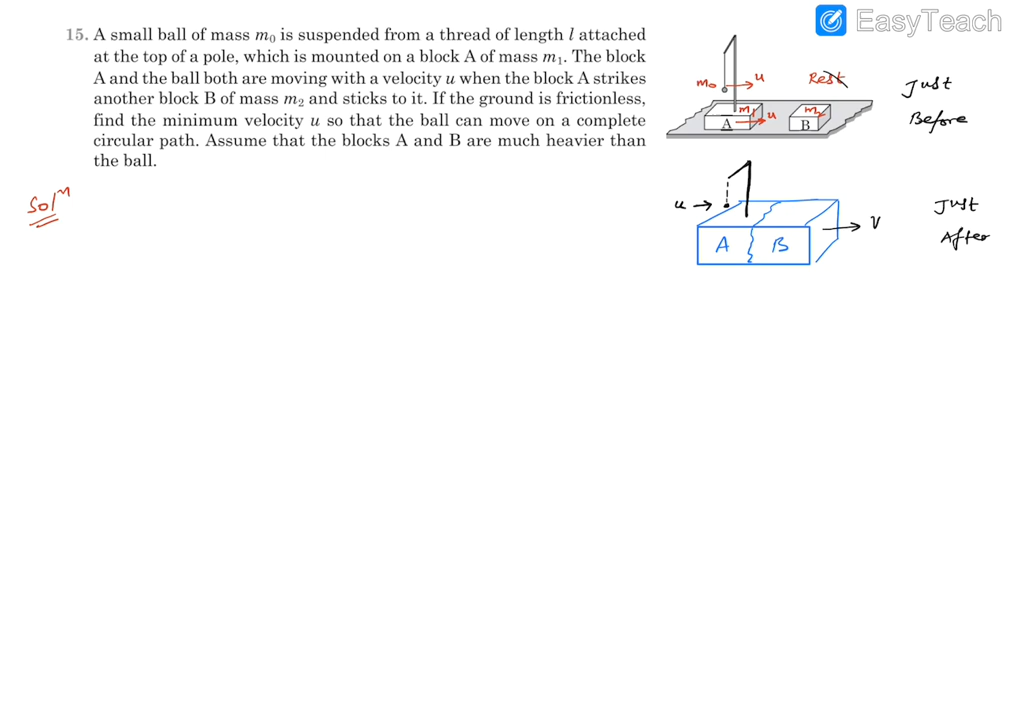 EasyTeach
15. A small ball of mass m₀ is suspended from a thread of length l attached
at the top of a pole, which is mounted on a block A of mass m₁. The block
A and the ball both are moving with a velocity u when the block A strikes
another block B of mass m₂ and sticks to it. If the ground is frictionless,
find the minimum velocity u so that the ball can move on a complete
circular path. Assume that the blocks A and B are much heavier than
the ball.
m₀ u Rest
m₁ u m₂
A B
Just
Before
Solⁿ
u
A B
V
Just
After